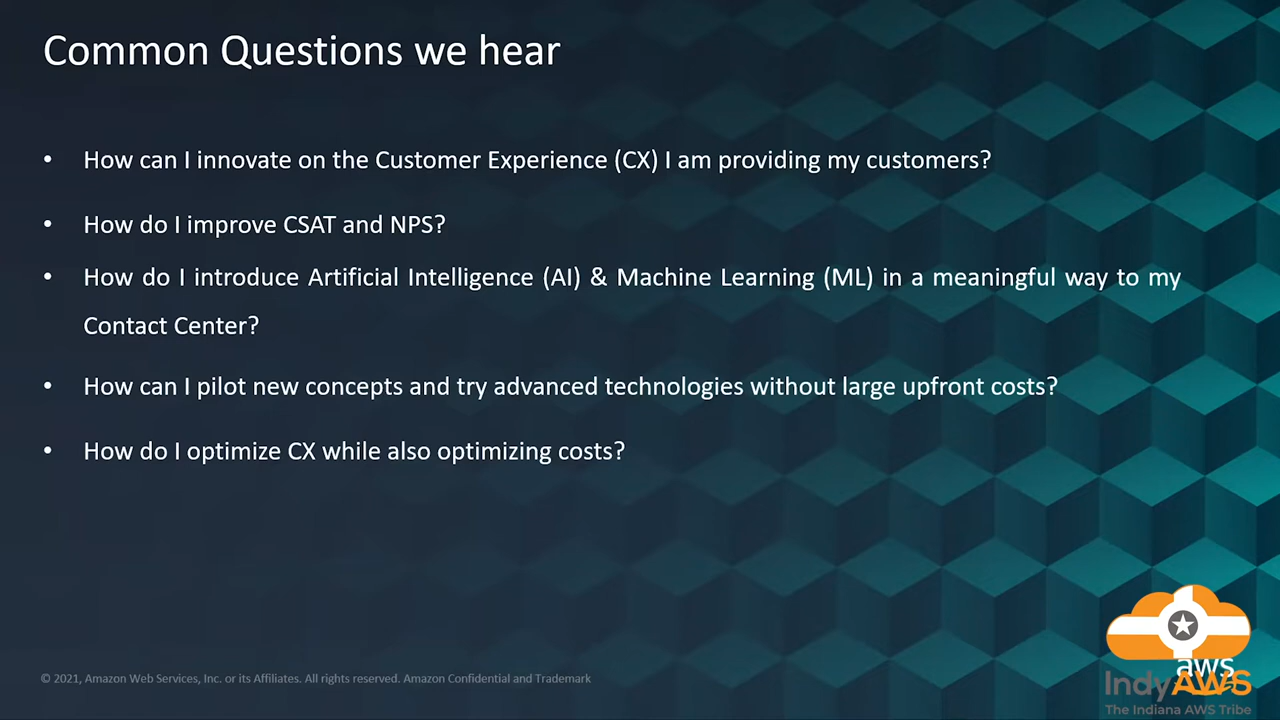 Common Questions we hear
• How can I innovate on the Customer Experience (CX) I am providing my customers?
• How do I improve CSAT and NPS?
• How do I introduce Artificial Intelligence (AI) & Machine Learning (ML) in a meaningful way to my
Contact Center?
• How can I pilot new concepts and try advanced technologies without large upfront costs?
• How do I optimize CX while also optimizing costs?
© 2021, Amazon Web Services, Inc. or its Affiliates. All rights reserved. Amazon Confidential and Trademark
aws
IndyAWS
The Indiana AWS Tribe